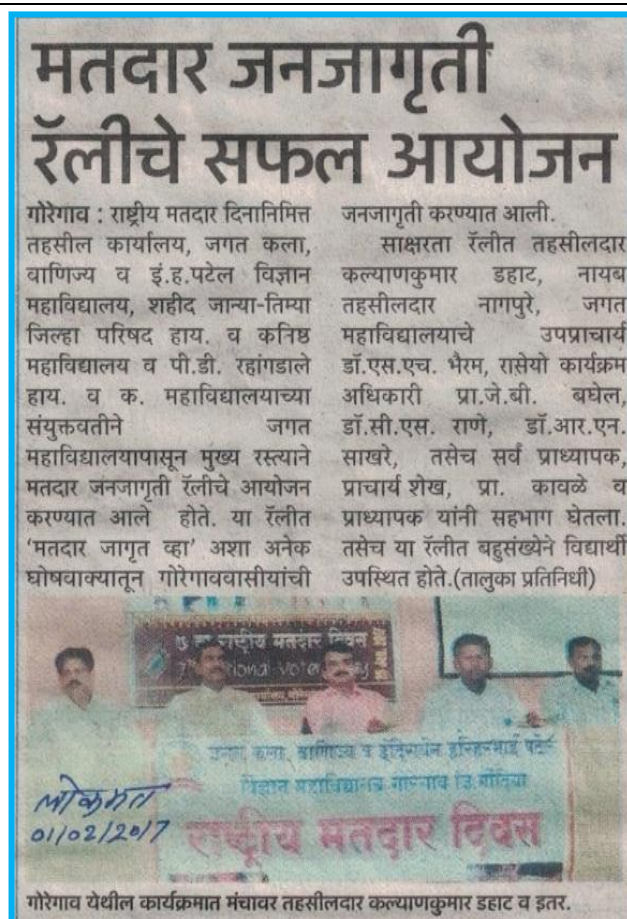 मतदार जनजागृती
रॅलीचे सफल आयोजन
गोरेगाव : राष्ट्रीय मतदार दिनानिमित्त
तहसील कार्यालय, जगत कला,
वाणिज्य व इं.ह.पटेल विज्ञान
महाविद्यालय, शहीद जान्या-तिम्या
जिल्हा परिषद हाय. व कनिष्ठ
महाविद्यालय व पी.डी. रहांगडाले
हाय. व क. महाविद्यालयाच्या
संयुक्तवतीने जगत
महाविद्यालयापासून मुख्य रस्त्याने
मतदार जनजागृती रॅलीचे आयोजन
करण्यात आले होते. या रॅलीत
‘मतदार जागृत व्हा’ अशा अनेक
घोषवाक्यातून गोरेगाववासीयांची
जनजागृती करण्यात आली.
साक्षरता रॅलीत तहसीलदार
कल्याणकुमार डहाट, नायब
तहसीलदार नागपुरे, जगत
महाविद्यालयाचे उपप्राचार्य
डॉ.एस.एच. भैरम, रासेयो कार्यक्रम
अधिकारी प्रा.जे.बी. बघेल,
डॉ.सी.एस. राणे, डॉ.आर.एन.
साखरे, तसेच सर्व प्राध्यापक,
प्राचार्य शेख, प्रा. कावळे व
प्राध्यापक यांनी सहभाग घेतला.
तसेच या रॅलीत बहुसंख्येने विद्यार्थी
उपस्थित होते.(तालुका प्रतिनिधी)
राष्ट्रीय मतदार दिवस
कला, वाणिज्य व
विज्ञान महाविद्यालय गोरेगाव जि.गोंदिया
राष्ट्रीय मतदार दिवस
लोकमत
01/02/2017
गोरेगाव येथील कार्यक्रमात मंचावर तहसीलदार कल्याणकुमार डहाट व इतर.